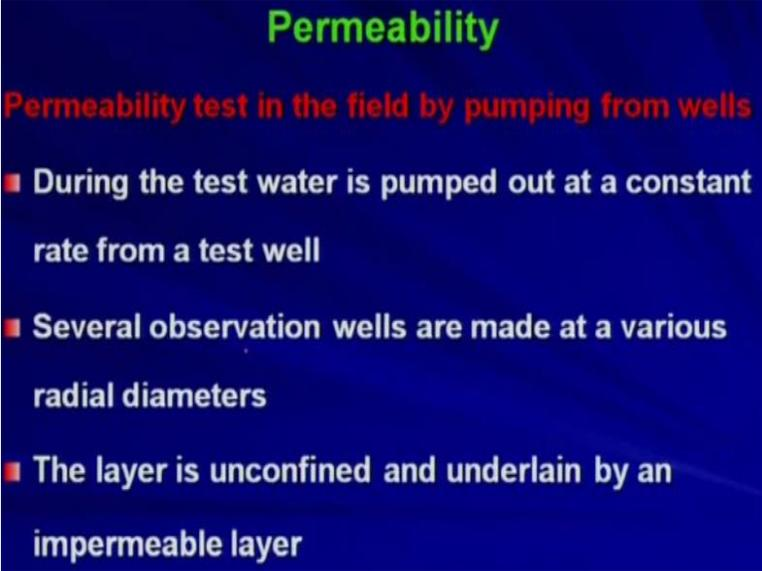 Permeability
Permeability test in the field by pumping from wells
During the test water is pumped out at a constant
rate from a test well
Several observation wells are made at a various
radial diameters
The layer is unconfined and underlain by an
impermeable layer